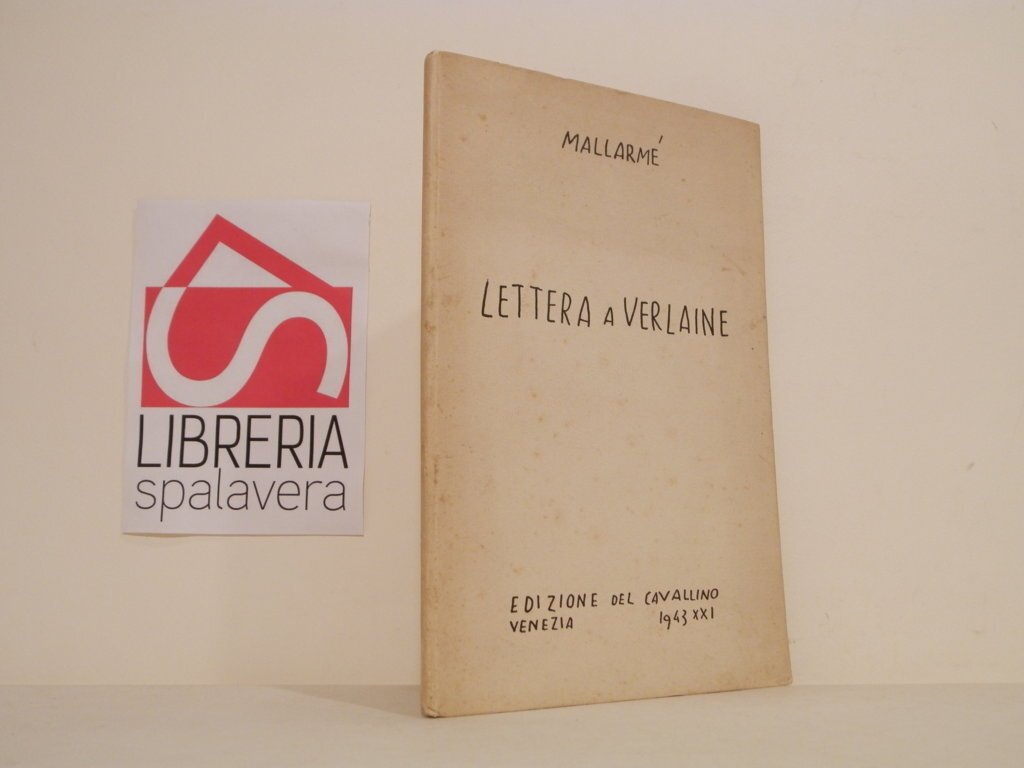 LIBRERIA
spalavera
MALLARMÉ
LETTERA A VERLAINE
EDIZIONE DEL CAVALLINO
VENEZIA 1943 XXI